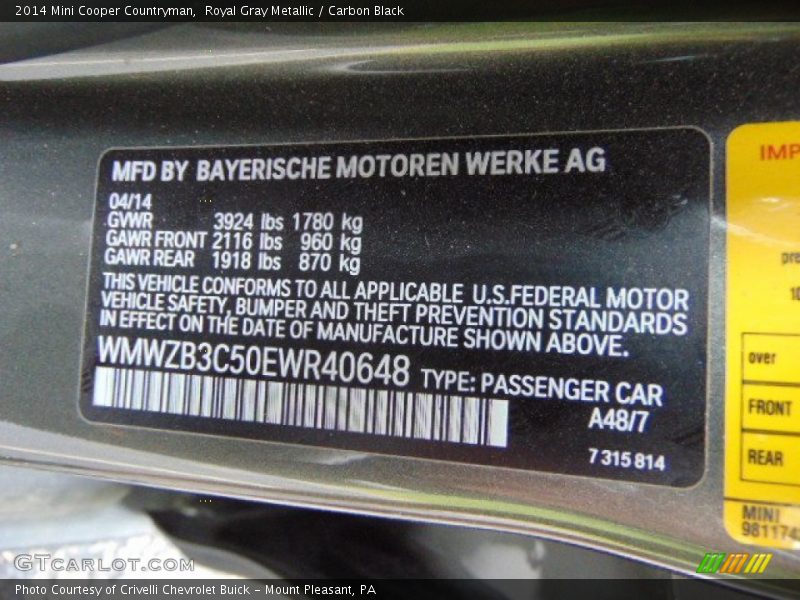 2014 Mini Cooper Countryman, Royal Gray Metallic / Carbon Black
MFD BY BAYERISCHE MOTOREN WERKE AG
04/14
GVWR 3924 lbs 1780 kg
GAWR FRONT 2116 lbs 960 kg
GAWR REAR 1918 lbs 870 kg
THIS VEHICLE CONFORMS TO ALL APPLICABLE U.S.FEDERAL MOTOR
VEHICLE SAFETY, BUMPER AND THEFT PREVENTION STANDARDS
IN EFFECT ON THE DATE OF MANUFACTURE SHOWN ABOVE.
WMWZB3C50EWR40648 TYPE: PASSENGER CAR
A48/7
7 315 814
IMP
pre
over
FRONT
REAR
MINI
981174
GTCarLot.com
Photo Courtesy of Crivelli Chevrolet Buick - Mount Pleasant, PA